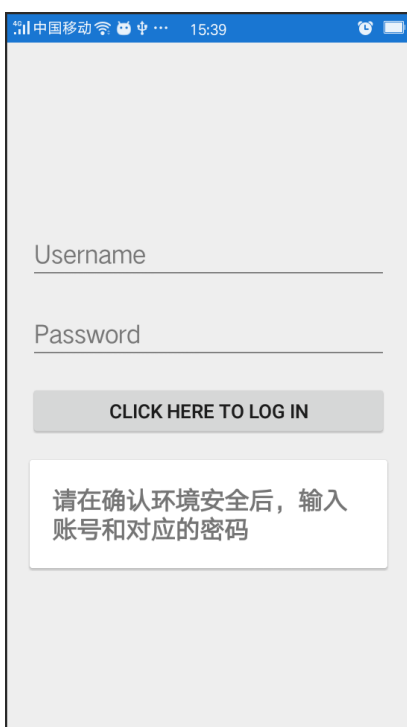 4G 中国移动 ··· 15:39
Username
Password
CLICK HERE TO LOG IN
请在确认环境安全后，输入
账号和对应的密码